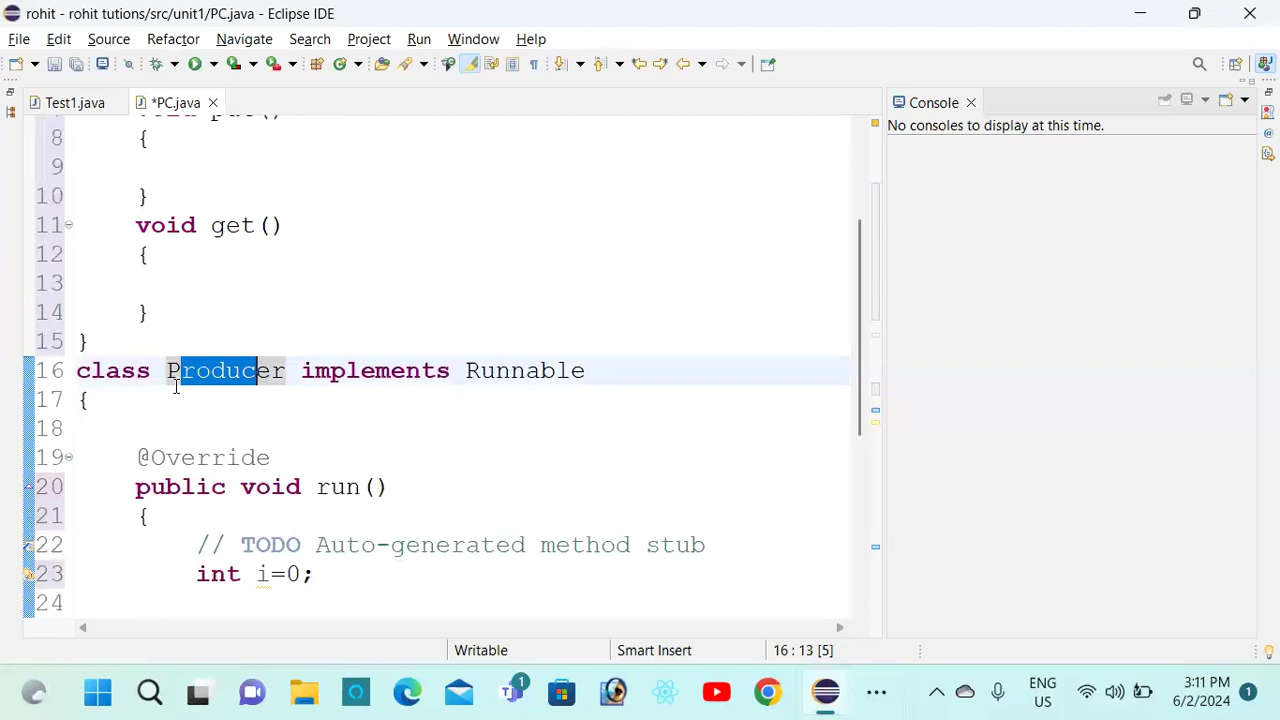 rohit - rohit tutions/src/unit1/PC.java - Eclipse IDE
File Edit Source Refactor Navigate Search Project Run Window Help
Test1.java *PC.java
Console
No consoles to display at this time.
8 {
9
10 }
11 void get()
12 {
13
14 }
15 }
16 class Producer implements Runnable
17 {
18
19 @Override
20 public void run()
21 {
22 // TODO Auto-generated method stub
23 int i=0;
24
Writable Smart Insert 16 : 13 [5]
1
ENG
US
3:11 PM
6/2/2024
1